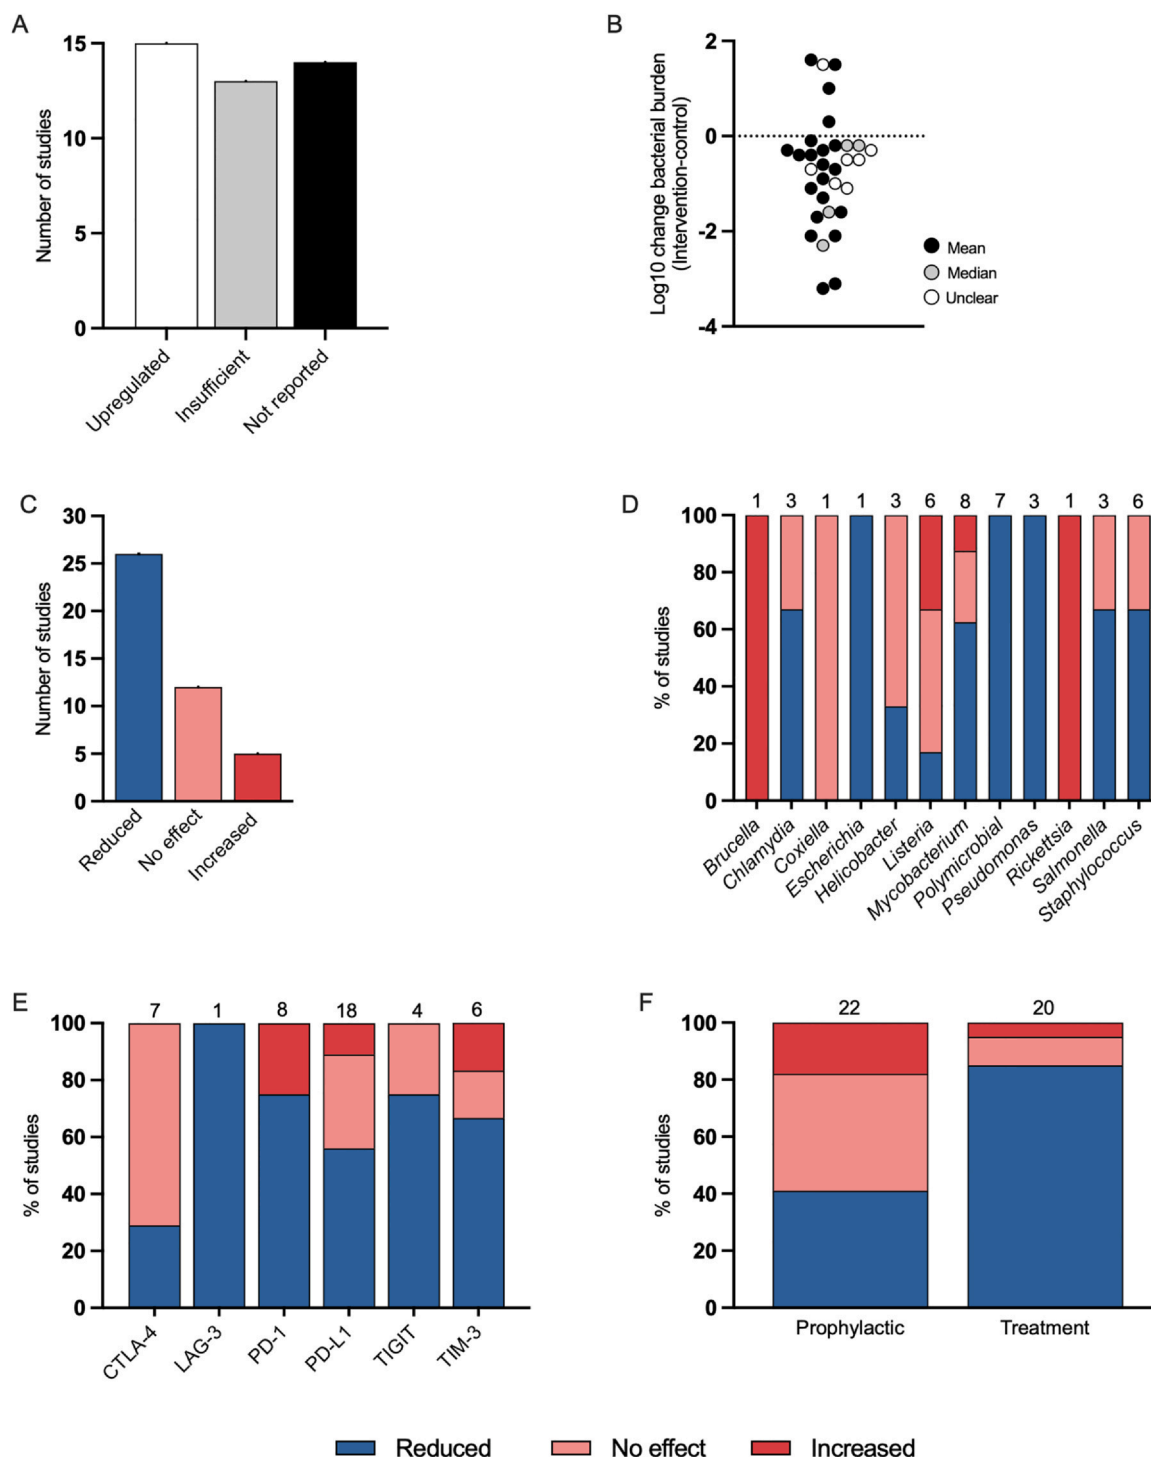 A
15
10
5
0
Number of studies
Upregulated
Insufficient
Not reported
B
2
0
-2
-4
Log10 change bacterial burden
(Intervention-control)
Mean
Median
Unclear
C
30
25
20
15
10
5
0
Number of studies
Reduced
No effect
Increased
D
1 3 1 1 3 6 8 7 3 1 3 6
100
80
60
40
20
0
% of studies
Brucella
Chlamydia
Coxiella
Escherichia
Helicobacter
Listeria
Mycobacterium
Polymicrobial
Pseudomonas
Rickettsia
Salmonella
Staphylococcus
E
7 1 8 18 4 6
100
80
60
40
20
0
% of studies
CTLA-4
LAG-3
PD-1
PD-L1
TIGIT
TIM-3
F
22 20
100
80
60
40
20
0
% of studies
Prophylactic Treatment
Reduced No effect Increased